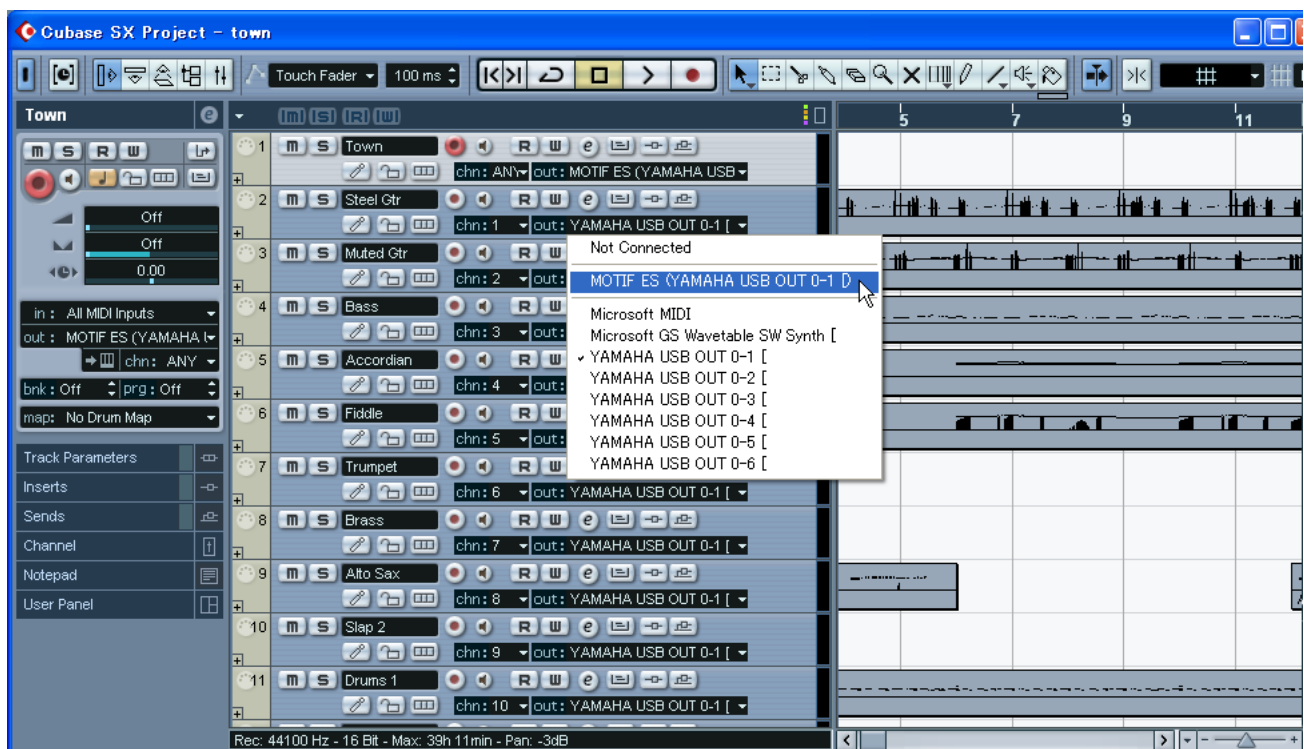 Cubase SX Project - town
Touch Fader 100 ms
Town e
m S R W
Off
Off
0.00
in : All MIDI Inputs
out : MOTIF ES (YAMAHA
chn: ANY
bnk: Off prg: Off
map: No Drum Map
Track Parameters
Inserts
Sends
Channel
Notepad
User Panel
(m) (S) (R) (W)
5 7 9 11
1 m S Town R W e
chn: ANY out: MOTIF ES (YAMAHA USB
2 m S Steel Gtr R W e
chn: 1 out: YAMAHA USB OUT 0-1 [
3 m S Muted Gtr R W
chn: 2 out:
4 m S Bass R W
chn: 3 out:
5 m S Accordian R W
chn: 4 out:
6 m S Fiddle R W
chn: 5 out:
7 m S Trumpet R W
chn: 6 out: YAMAHA USB OUT 0-1 [
8 m S Brass R W e
chn: 7 out: YAMAHA USB OUT 0-1 [
9 m S Alto Sax R W e
chn: 8 out: YAMAHA USB OUT 0-1 [
10 m S Slap 2 R W e
chn: 9 out: YAMAHA USB OUT 0-1 [
11 m S Drums 1 R W e
chn: 10 out: YAMAHA USB OUT 0-1 [
Not Connected
MOTIF ES (YAMAHA USB OUT 0-1 [)
Microsoft MIDI
Microsoft GS Wavetable SW Synth [
YAMAHA USB OUT 0-1 [
YAMAHA USB OUT 0-2 [
YAMAHA USB OUT 0-3 [
YAMAHA USB OUT 0-4 [
YAMAHA USB OUT 0-5 [
YAMAHA USB OUT 0-6 [
Rec: 44100 Hz - 16 Bit - Max: 39h 11min - Pan: -3dB